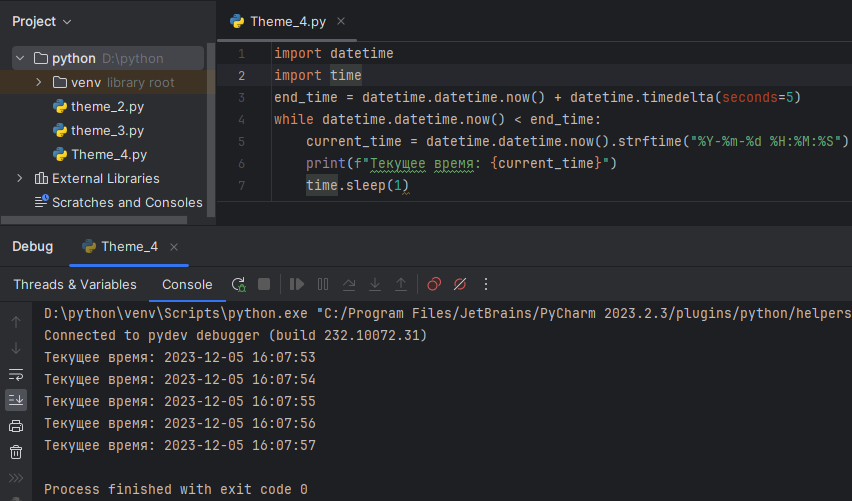 Project
python D:\python
venv library root
theme_2.py
theme_3.py
Theme_4.py
External Libraries
Scratches and Consoles
Theme_4.py
1 import datetime
2 import time
3 end_time = datetime.datetime.now() + datetime.timedelta(seconds=5)
4 while datetime.datetime.now() < end_time:
5 current_time = datetime.datetime.now().strftime("%Y-%m-%d %H:%M:%S")
6 print(f"Текущее время: {current_time}")
7 time.sleep(1)
Debug Theme_4
Threads & Variables Console
D:\python\venv\Scripts\python.exe "C:/Program Files/JetBrains/PyCharm 2023.2.3/plugins/python/helpers
Connected to pydev debugger (build 232.10072.31)
Текущее время: 2023-12-05 16:07:53
Текущее время: 2023-12-05 16:07:54
Текущее время: 2023-12-05 16:07:55
Текущее время: 2023-12-05 16:07:56
Текущее время: 2023-12-05 16:07:57
Process finished with exit code 0